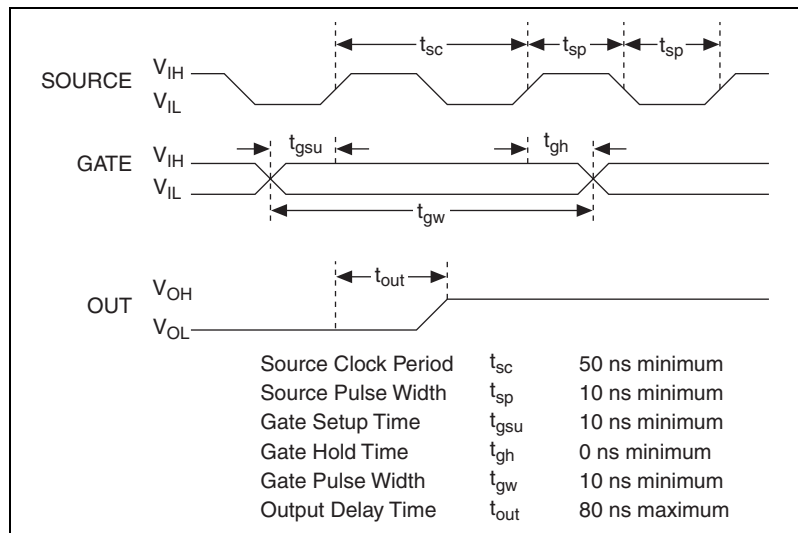 t_sc t_sp t_sp
SOURCE V_IH
V_IL
t_gsu t_gh
GATE V_IH
V_IL
t_gw
t_out
OUT V_OH
V_OL
Source Clock Period t_sc 50 ns minimum
Source Pulse Width t_sp 10 ns minimum
Gate Setup Time t_gsu 10 ns minimum
Gate Hold Time t_gh 0 ns minimum
Gate Pulse Width t_gw 10 ns minimum
Output Delay Time t_out 80 ns maximum